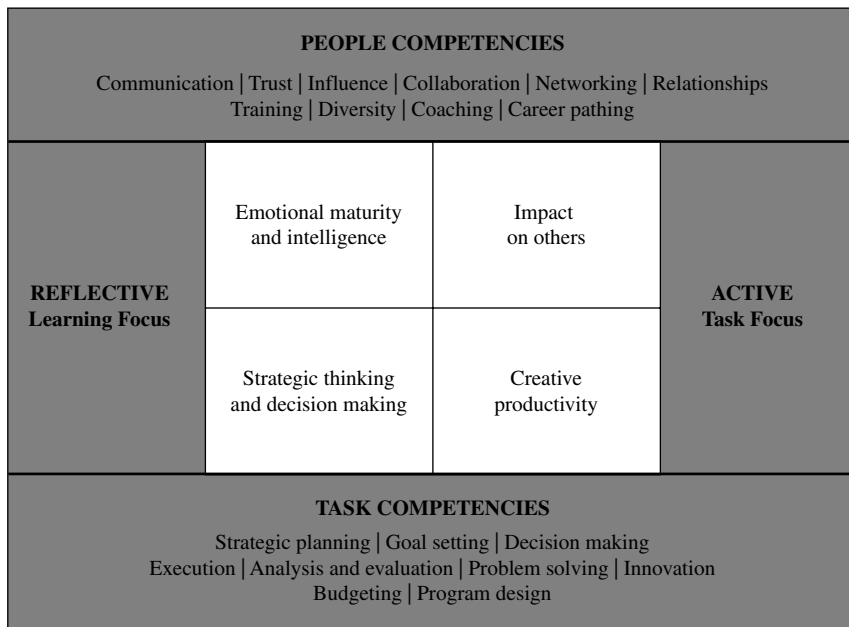 PEOPLE COMPETENCIES
Communication | Trust | Influence | Collaboration | Networking | Relationships
Training | Diversity | Coaching | Career pathing
Emotional maturity
and intelligence
Impact
on others
REFLECTIVE
Learning Focus
ACTIVE
Task Focus
Strategic thinking
and decision making
Creative
productivity
TASK COMPETENCIES
Strategic planning | Goal setting | Decision making
Execution | Analysis and evaluation | Problem solving | Innovation
Budgeting | Program design